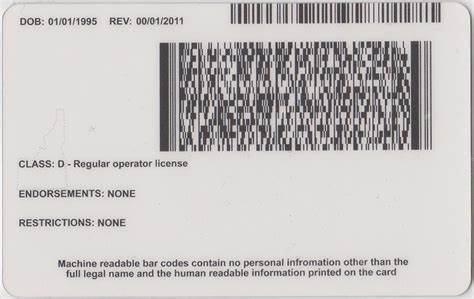 DOB: 01/01/1995 REV: 00/01/2011
CLASS: D - Regular operator license
ENDORSEMENTS: NONE
RESTRICTIONS: NONE
Machine readable bar codes contain no personal infromation other than the
full legal name and the human readable information printed on the card